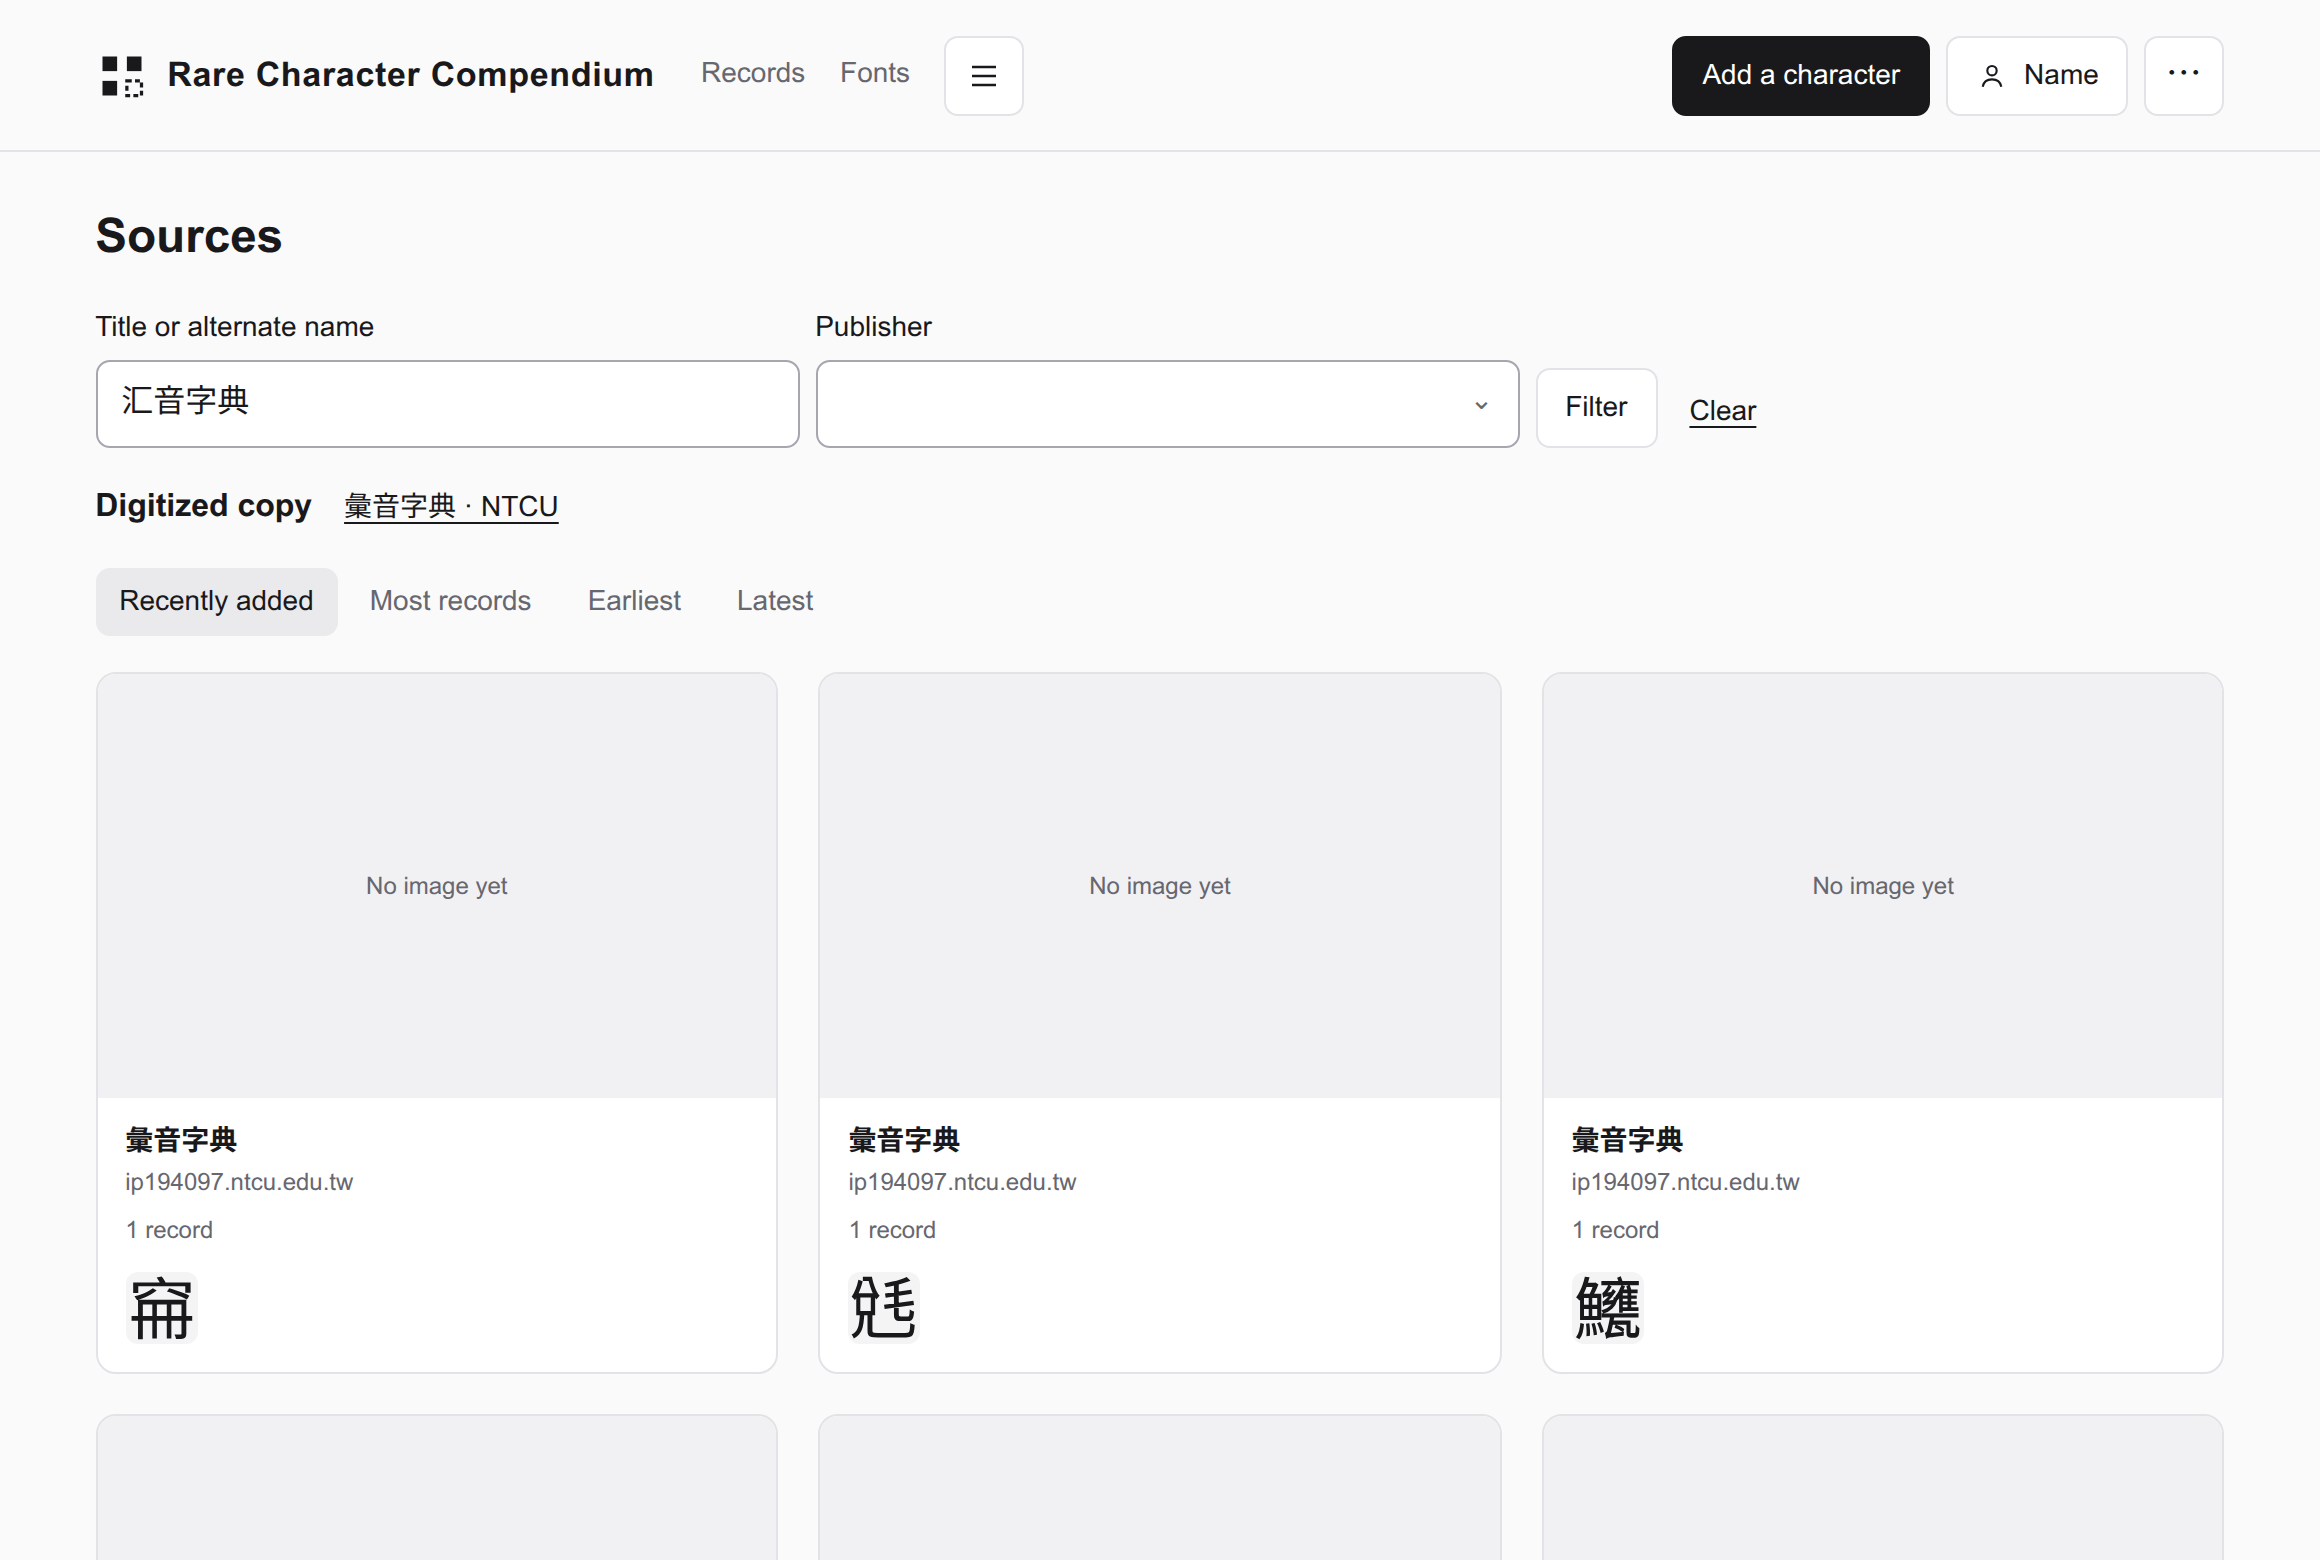 Rare Character Compendium Records Fonts Add a character Name ...
Sources
Title or alternate name Publisher
汇音字典 Filter Clear
Digitized copy 彙音字典 · NTCU
Recently added Most records Earliest Latest
No image yet No image yet No image yet
彙音字典 彙音字典 彙音字典
ip194097.ntcu.edu.tw ip194097.ntcu.edu.tw ip194097.ntcu.edu.tw
1 record 1 record 1 record